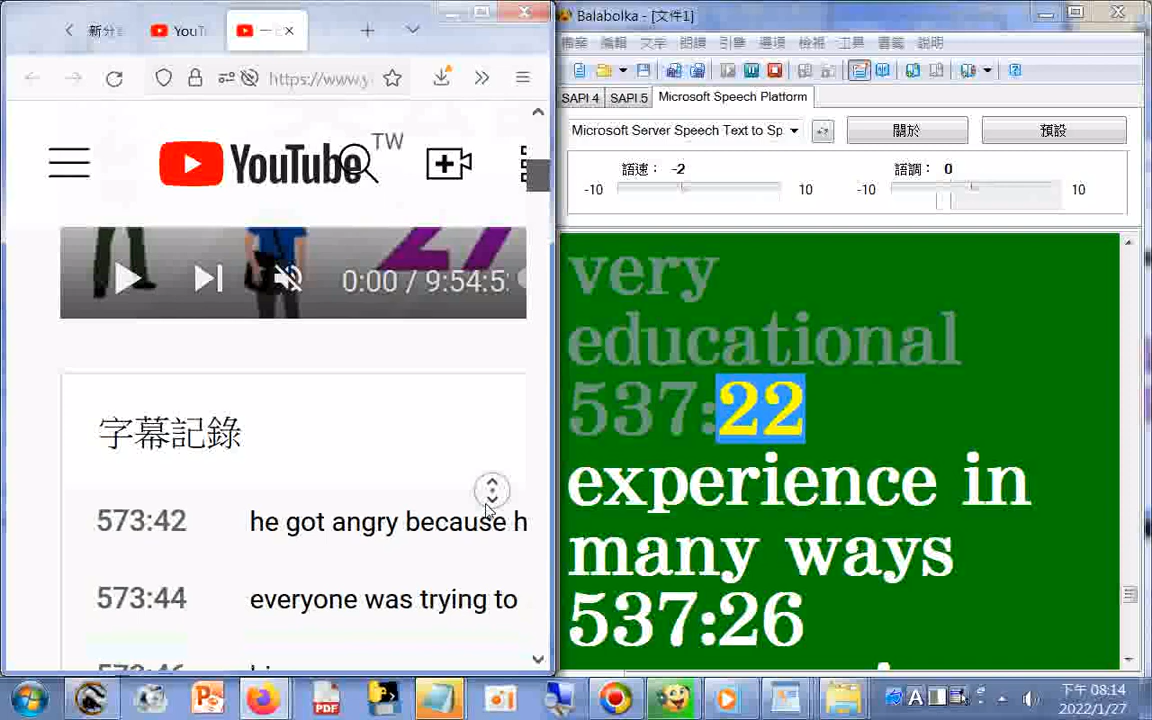 新分
YouT
一
Balabolka - [文件1]
檔案 編輯 文字 朗讀 引擎 選項 檢視 工具 書籤 說明
https://www.y
SAPI 4 SAPI 5 Microsoft Speech Platform
Microsoft Server Speech Text to Sp
關於
預設
語速: -2
語調: 0
-10 10 -10 10
YouTube TW
27
0:00 / 9:54:5
字幕記錄
573:42 he got angry because h
573:44 everyone was trying to
very
educational
537:22
experience in
many ways
537:26
PDF
A
下午 08:14
2022/1/27